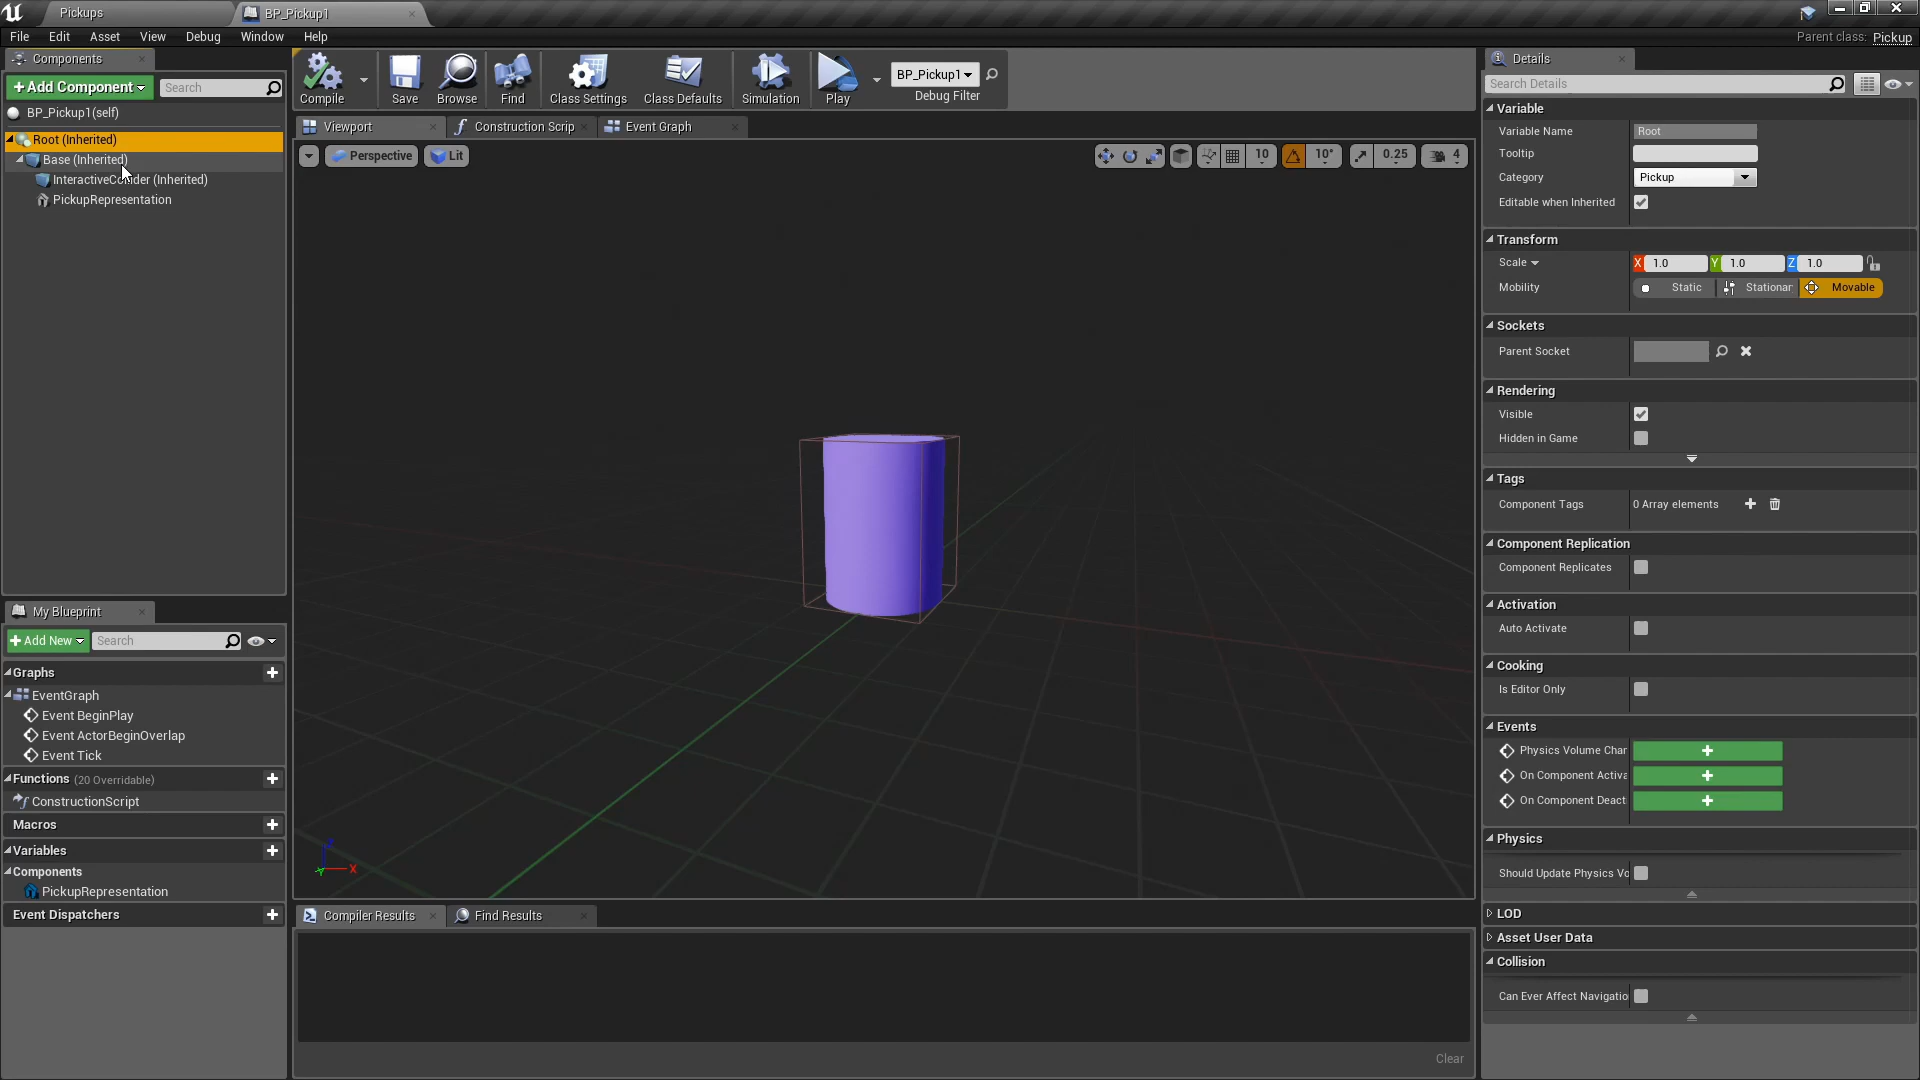 Pickups
BP_Pickup1
File Edit Asset View Debug Window Help
Parent class: Pickup
Components
+Add Component
Search
BP_Pickup1(self)
Root (Inherited)
Base (Inherited)
PickupRepresentation
My Blueprint
+Add New
Search
Graphs
EventGraph
Event BeginPlay
Event ActorBeginOverlap
Event Tick
Functions (20 Overridable)
ConstructionScript
Macros
Variables
Components
PickupRepresentation
Event Dispatchers
Compile
Save
Browse
Find
Class Settings
Class Defaults
Simulation
Play
BP_Pickup1
Debug Filter
Viewport
Construction Scrip
Event Graph
Perspective
Lit
10
10°
0.25
4
Z
X
Y
Compiler Results
Find Results
Clear
Details
Search Details
Variable
Variable Name Root
Tooltip
Category Pickup
Editable when Inherited
Transform
Scale X 1.0 Y 1.0 Z 1.0
Mobility Static Stationar Movable
Sockets
Parent Socket
Rendering
Visible
Hidden in Game
Tags
Component Tags 0 Array elements
Component Replication
Component Replicates
Activation
Auto Activate
Cooking
Is Editor Only
Events
Physics Volume Char
On Component Activa
On Component Deact
Physics
Should Update Physics Vo
LOD
Asset User Data
Collision
Can Ever Affect Navigatio